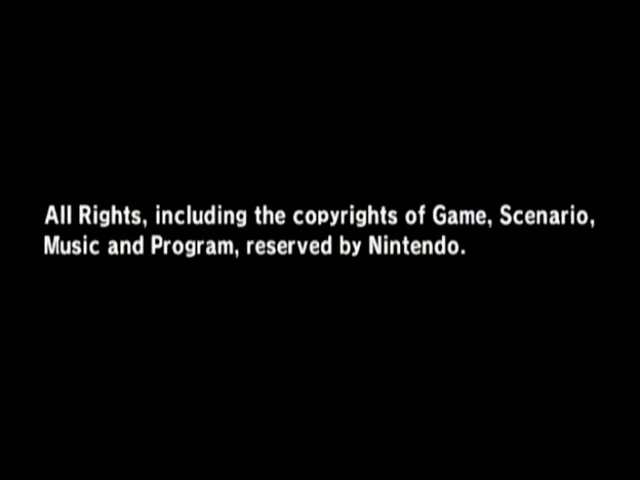 All Rights, including the copyrights of Game, Scenario,
Music and Program, reserved by Nintendo.